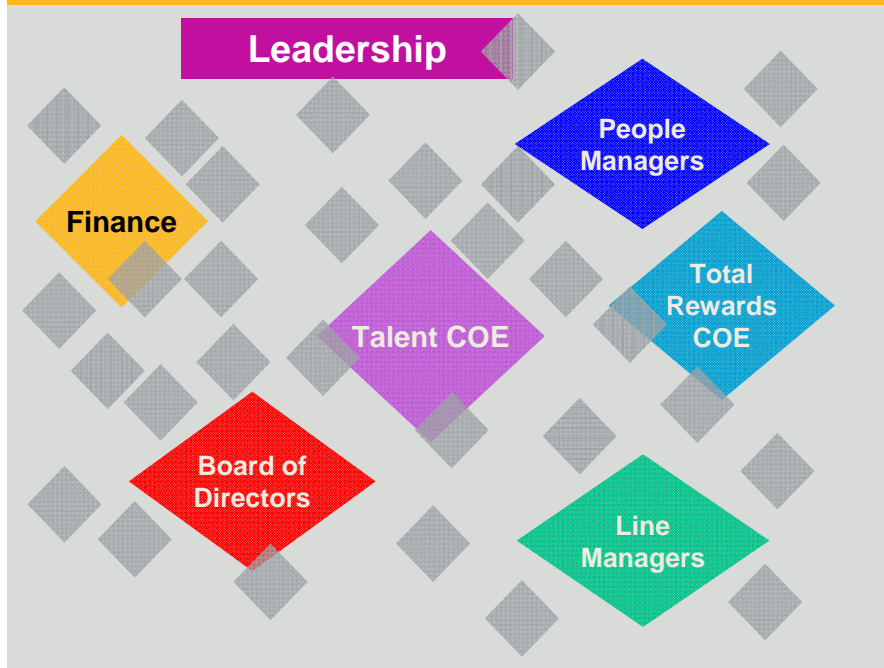 Leadership
People
Managers
Finance
Total
Rewards
COE
Talent COE
Board of
Directors
Line
Managers